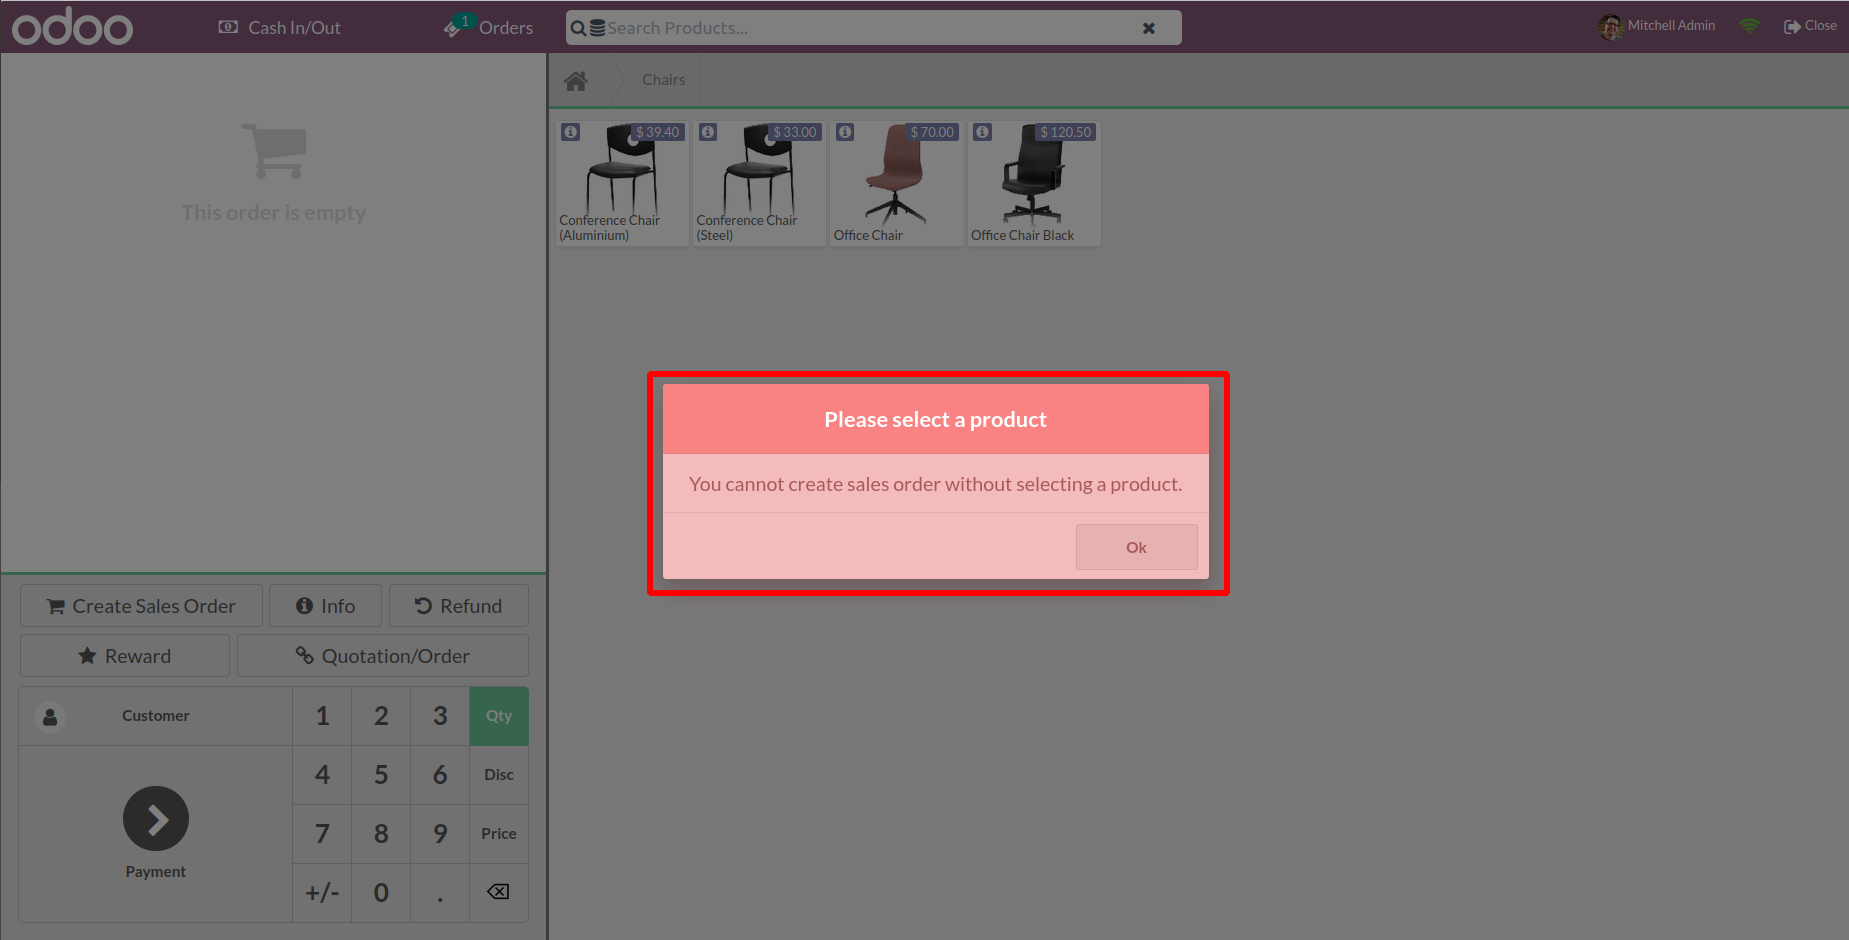 odoo
Cash In/Out
1
Orders
Search Products...
Mitchell Admin
Close
This order is empty
Chairs
$ 39.40
Conference Chair
(Aluminium)
$ 33.00
Conference Chair
(Steel)
$ 70.00
Office Chair
$ 120.50
Office Chair Black
Please select a product
You cannot create sales order without selecting a product.
Ok
Create Sales Order
Info
Refund
Reward
Quotation/Order
Customer
1 2 3 Qty
4 5 6 Disc
7 8 9 Price
+/- 0 .
Payment